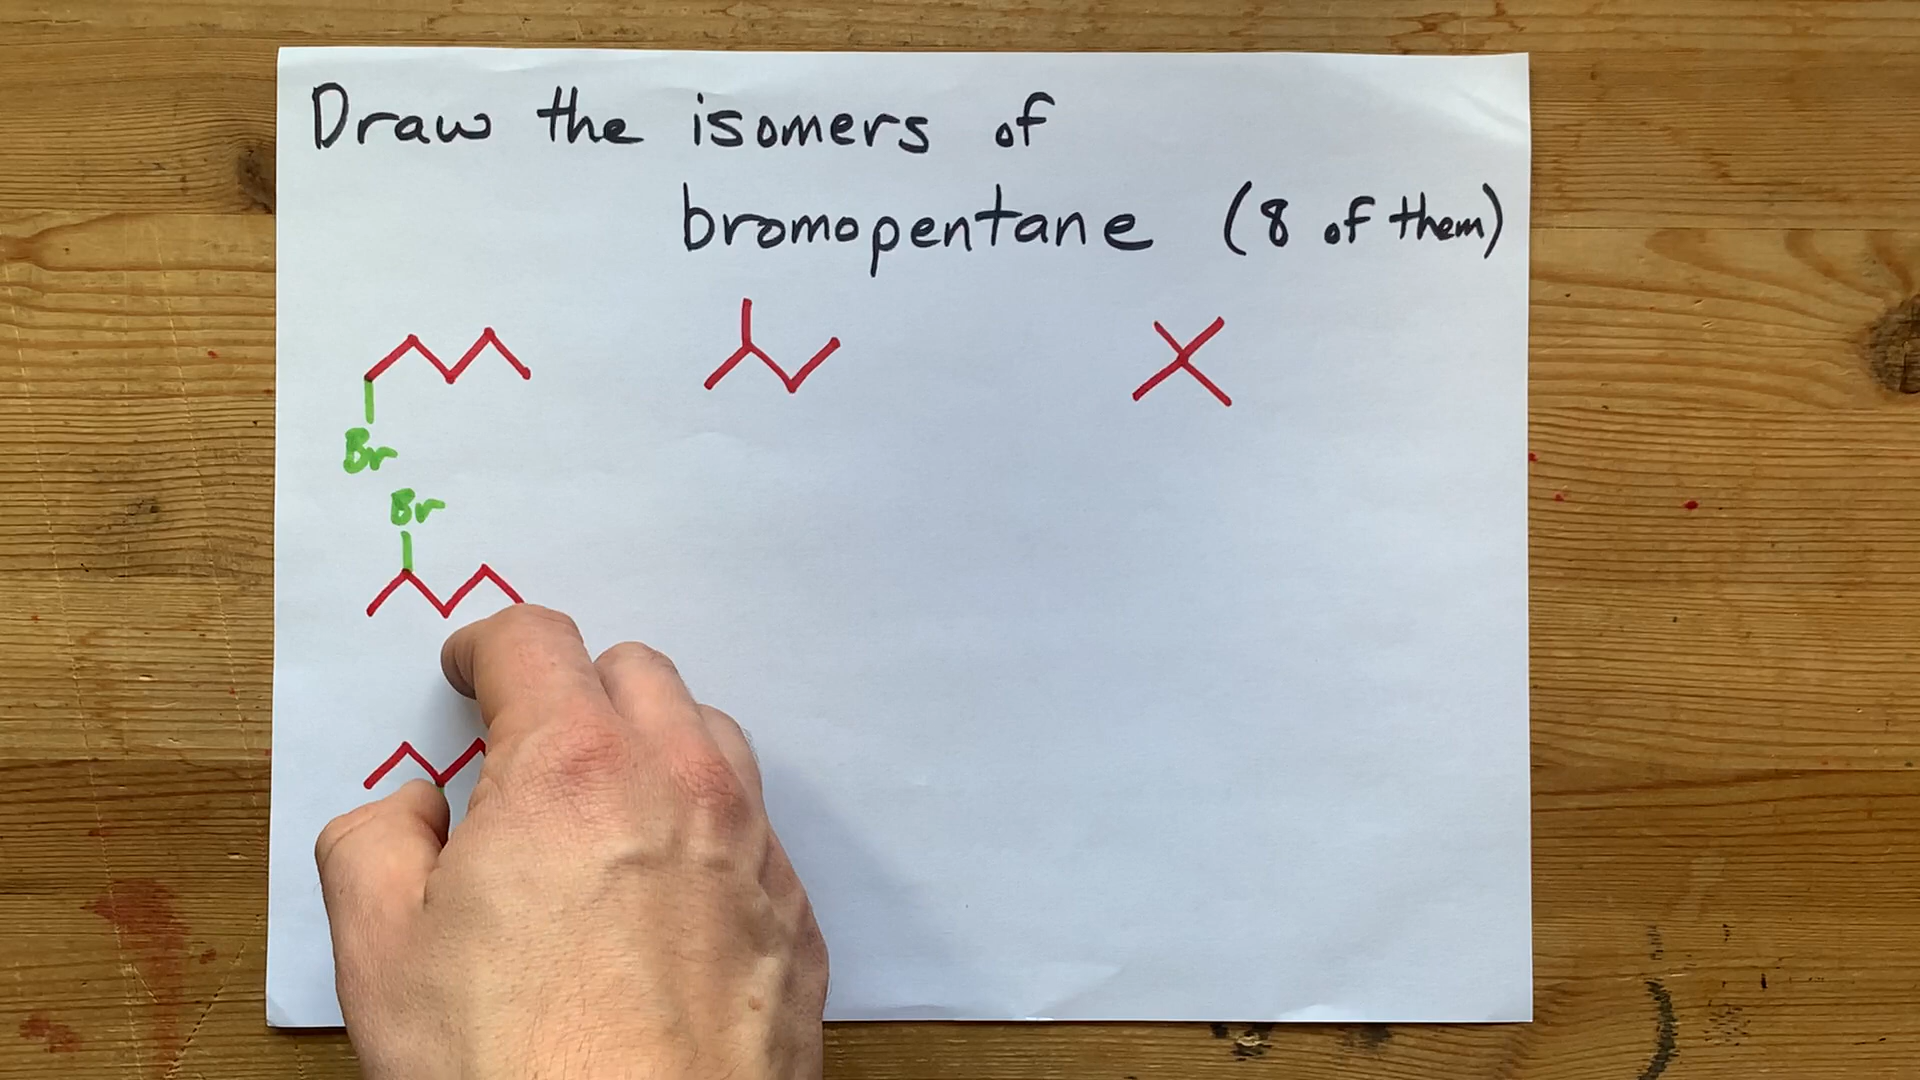 Draw the isomers of
bromopentane (8 of them)
Br
Br